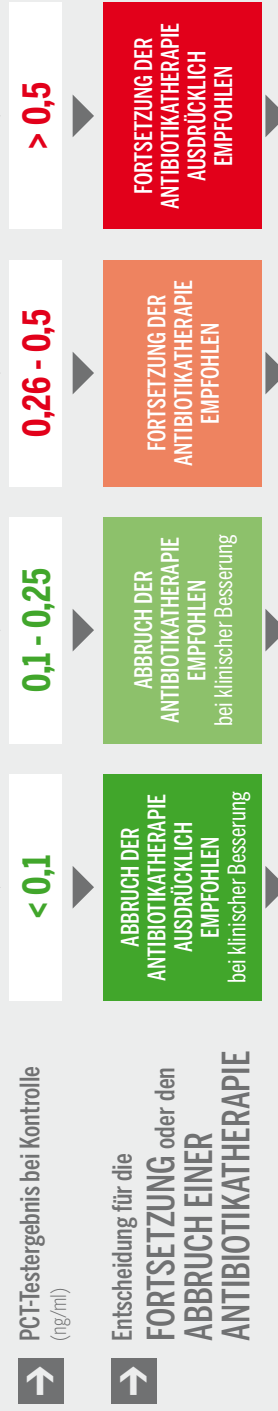 PCT-Testergebnis bei Kontrolle
(ng/ml)
< 0,1
0,1 - 0,25
0,26 - 0,5
> 0,5
Entscheidung für die
FORTSETZUNG oder den
ABBRUCH EINER
ANTIBIOTIKATHERAPIE
ABBRUCH DER
ANTIBIOTIKATHERAPIE
AUSDRÜCKLICH
EMPFOHLEN
bei klinischer Besserung
ABBRUCH DER
ANTIBIOTIKATHERAPIE
EMPFOHLEN
bei klinischer Besserung
FORTSETZUNG DER
ANTIBIOTIKATHERAPIE
EMPFOHLEN
FORTSETZUNG DER
ANTIBIOTIKATHERAPIE
AUSDRÜCKLICH
EMPFOHLEN